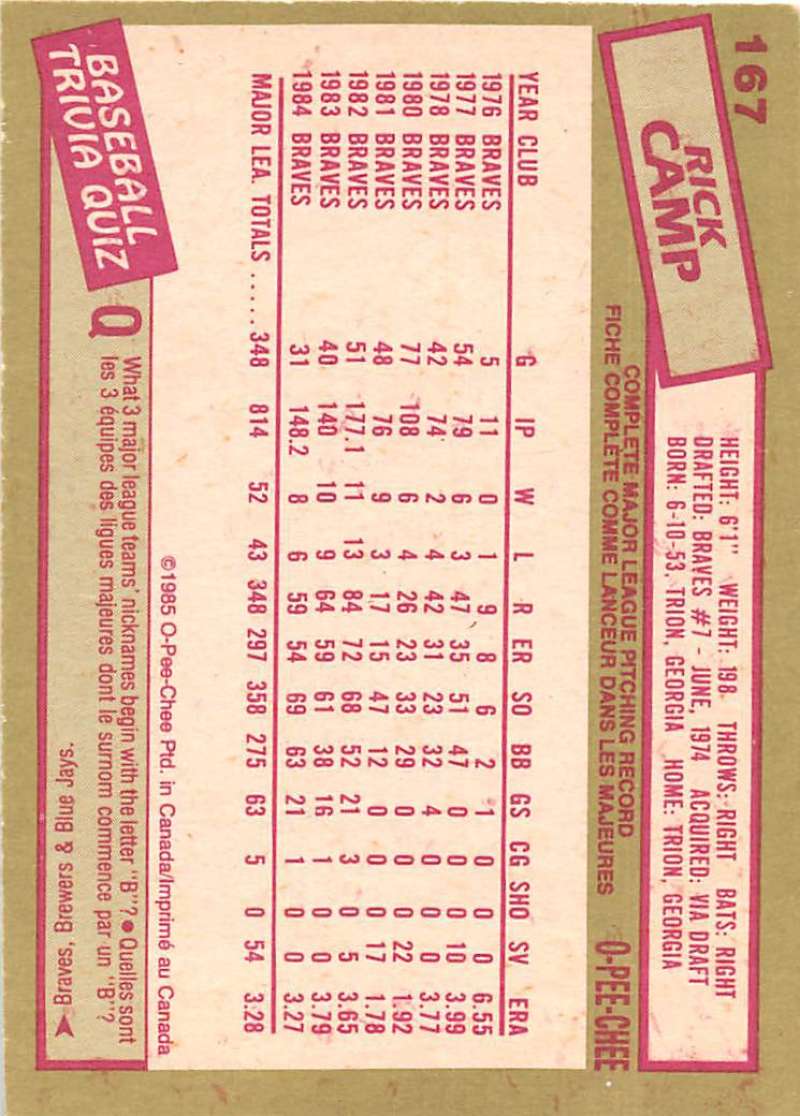 167
RICK
CAMP
HEIGHT: 6'1" WEIGHT: 198 THROWS: RIGHT BATS: RIGHT
DRAFTED: BRAVES #7 - JUNE, 1974 ACQUIRED: VIA DRAFT
BORN: 6-10-53, TRION, GEORGIA HOME: TRION, GEORGIA
COMPLETE MAJOR LEAGUE PITCHING RECORD
FICHE COMPLETE COMME LANCEUR DANS LES MAJEURES
O-PEE-CHEE
YEAR CLUB G IP W L R ER SO BB GS CG SHO SV ERA
1976 BRAVES 5 11 0 1 9 8 6 2 1 0 0 0 6.55
1977 BRAVES 54 79 6 3 47 35 51 47 0 0 0 10 3.99
1978 BRAVES 42 74 2 4 42 31 23 32 4 0 0 0 3.77
1980 BRAVES 77 108 6 4 26 23 33 29 0 0 0 22 1.92
1981 BRAVES 48 76 9 3 17 15 47 12 0 0 0 17 1.78
1982 BRAVES 51 177.1 11 13 84 72 68 52 21 3 0 5 3.65
1983 BRAVES 40 140 10 9 64 59 61 38 16 1 0 0 3.79
1984 BRAVES 31 148.2 8 6 59 54 69 63 21 1 0 0 3.27
MAJOR LEA. TOTALS ..... 348 814 52 43 348 297 358 275 63 5 0 54 3.28
©1985 O-Pee-Chee Ptd. in Canada/Imprimé au Canada
BASEBALL
TRIVIA QUIZ
Q What 3 major league teams' nicknames begin with the letter "B"? ● Quelles sont
les 3 équipes des ligues majeures dont le surnom commence par un "B"?
Braves, Brewers & Blue Jays.